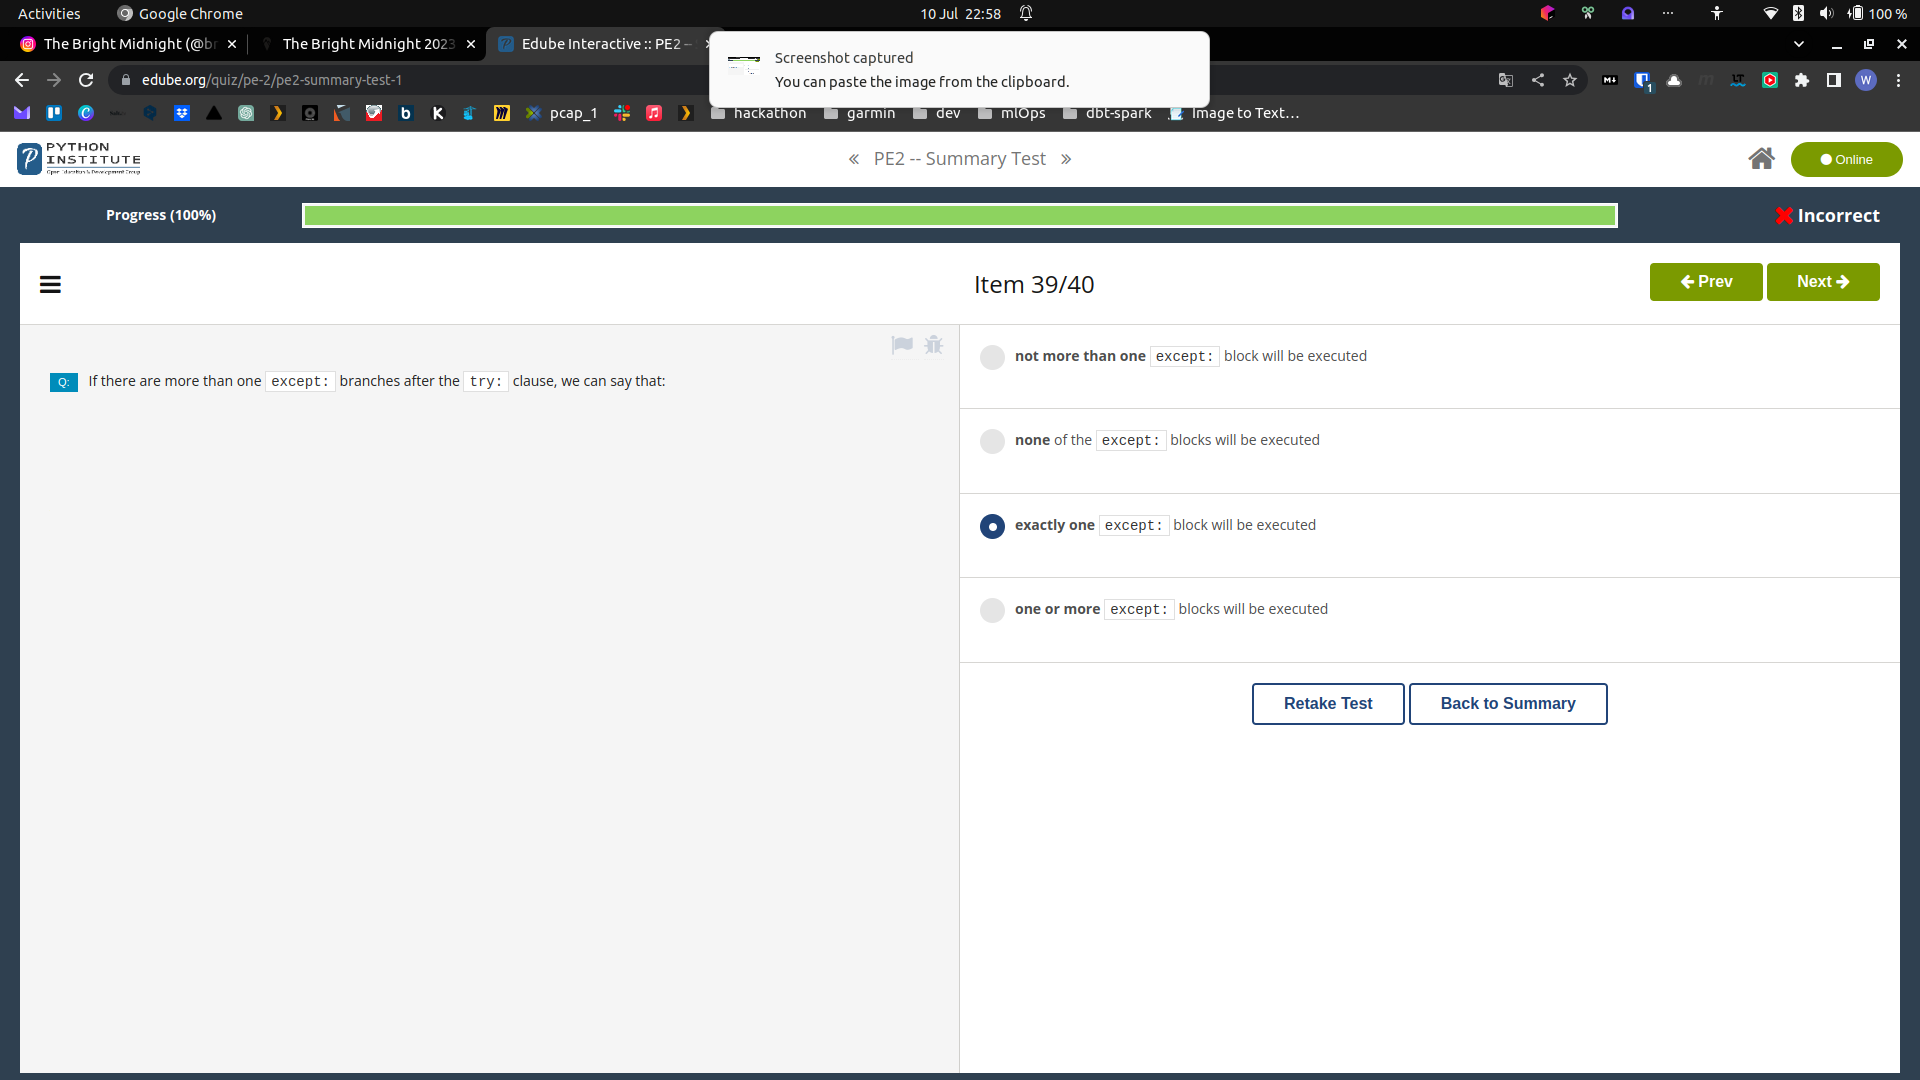 Activities
Google Chrome
10 Jul 22:58
100 %
The Bright Midnight (@br
The Bright Midnight 2023
Edube Interactive :: PE2 –
Screenshot captured
You can paste the image from the clipboard.
edube.org/quiz/pe-2/pe2-summary-test-1
1
W
pcap_1
hackathon
garmin
dev
mlOps
dbt-spark
Image to Text…
PYTHON
INSTITUTE
Open Education & Development Group
« PE2 -- Summary Test »
Online
Progress (100%)
Incorrect
Item 39/40
Prev
Next
Q: If there are more than one except: branches after the try: clause, we can say that:
not more than one except: block will be executed
none of the except: blocks will be executed
exactly one except: block will be executed
one or more except: blocks will be executed
Retake Test
Back to Summary